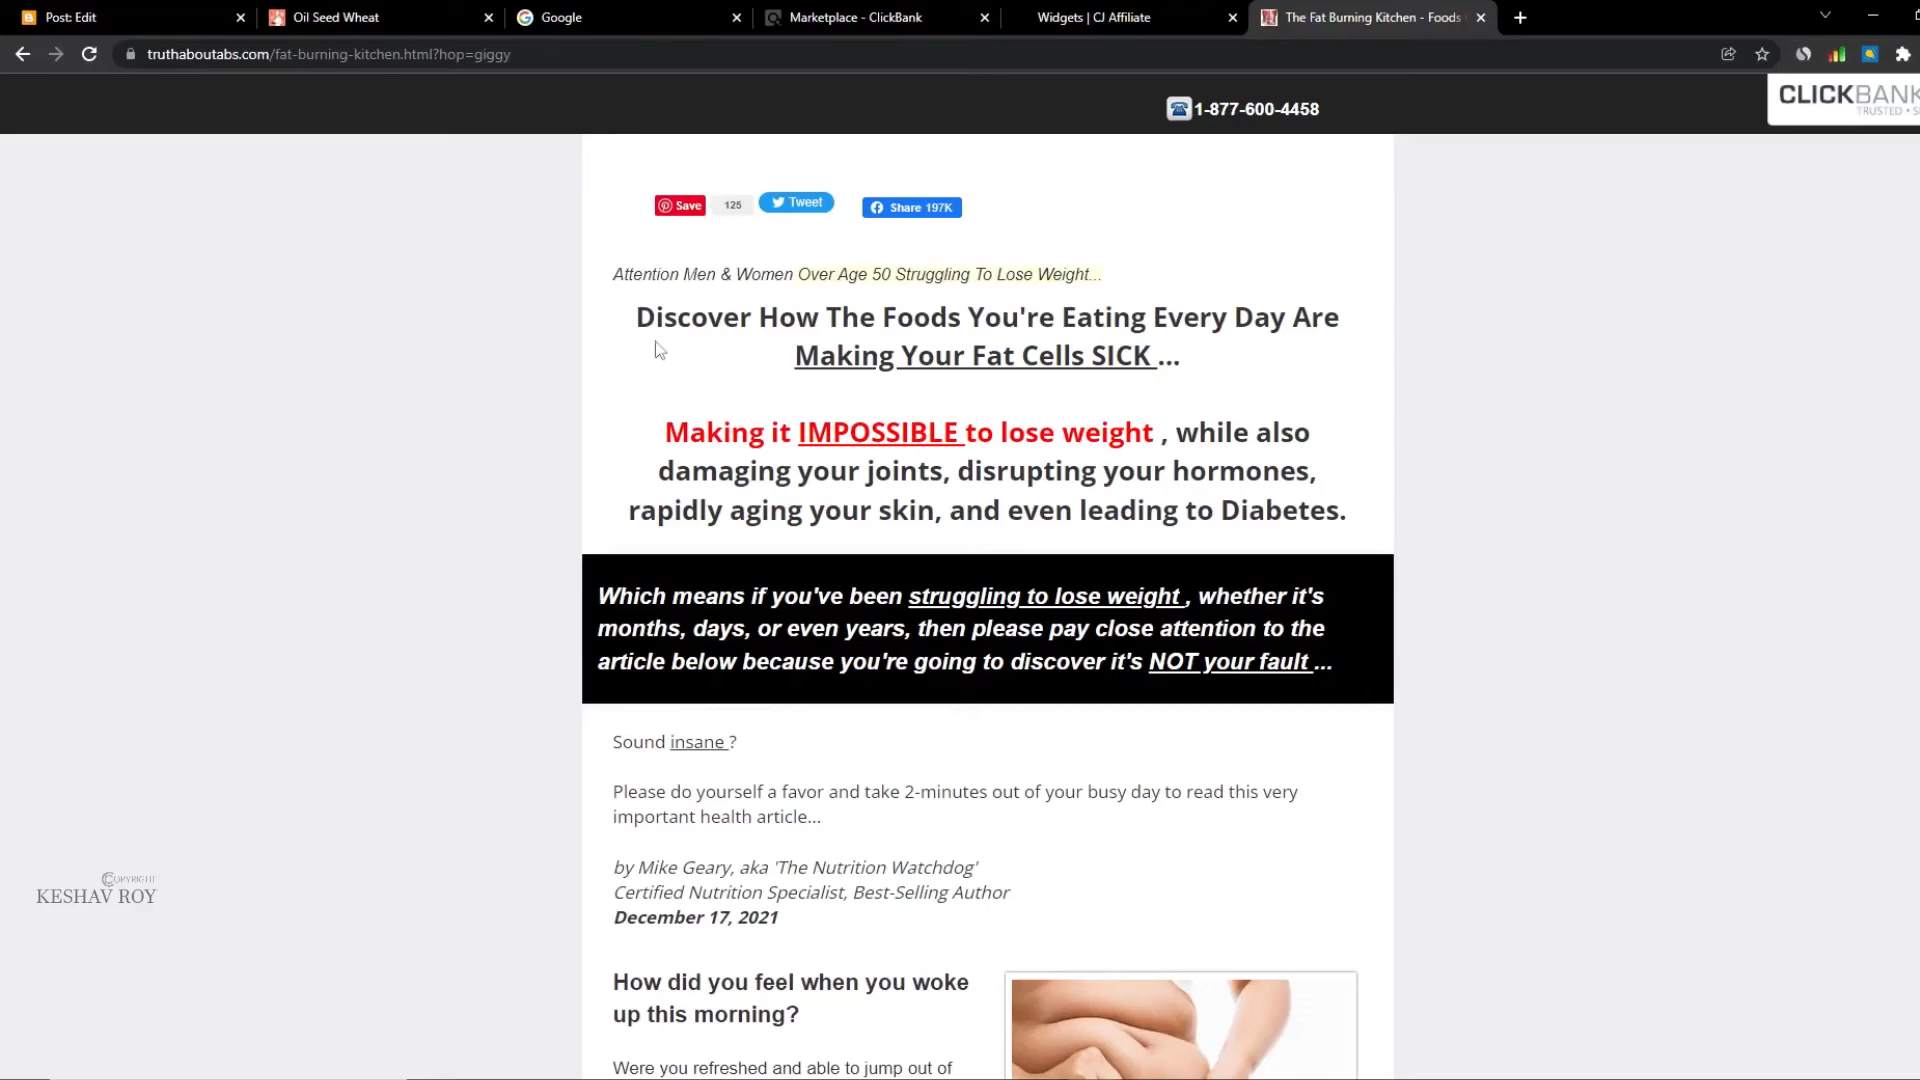 Post: Edit
Oil Seed Wheat
Google
Marketplace - ClickBank
Widgets | CJ Affiliate
The Fat Burning Kitchen - Foods
truthaboutabs.com/fat-burning-kitchen.html?hop=giggy
1-877-600-4458
CLICKBANK
TRUSTED • S
Save 125 Tweet Share 197K
Attention Men & Women Over Age 50 Struggling To Lose Weight...
Discover How The Foods You're Eating Every Day Are
Making Your Fat Cells SICK ...
Making it IMPOSSIBLE to lose weight , while also
damaging your joints, disrupting your hormones,
rapidly aging your skin, and even leading to Diabetes.
Which means if you've been struggling to lose weight , whether it's
months, days, or even years, then please pay close attention to the
article below because you're going to discover it's NOT your fault ...
Sound insane ?
Please do yourself a favor and take 2-minutes out of your busy day to read this very
important health article...
by Mike Geary, aka 'The Nutrition Watchdog'
Certified Nutrition Specialist, Best-Selling Author
December 17, 2021
COPYRIGHT
KESHAV ROY
How did you feel when you woke
up this morning?
Were you refreshed and able to jump out of